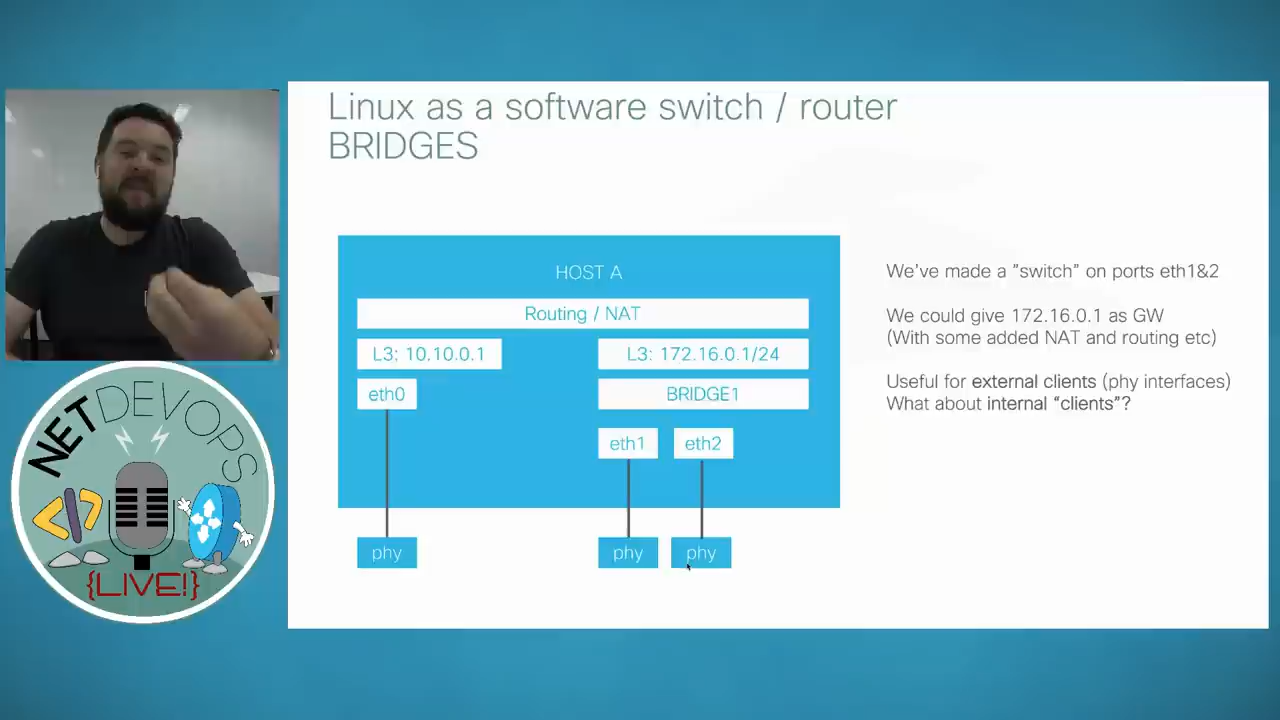 Linux as a software switch / router
BRIDGES
HOST A
Routing / NAT
L3: 10.10.0.1
L3: 172.16.0.1/24
eth0
BRIDGE1
eth1
eth2
phy
phy
phy
We've made a "switch" on ports eth1&2
We could give 172.16.0.1 as GW
(With some added NAT and routing etc)
Useful for external clients (phy interfaces)
What about internal "clients"?
NETDEVOPS
</>
{LIVE!}